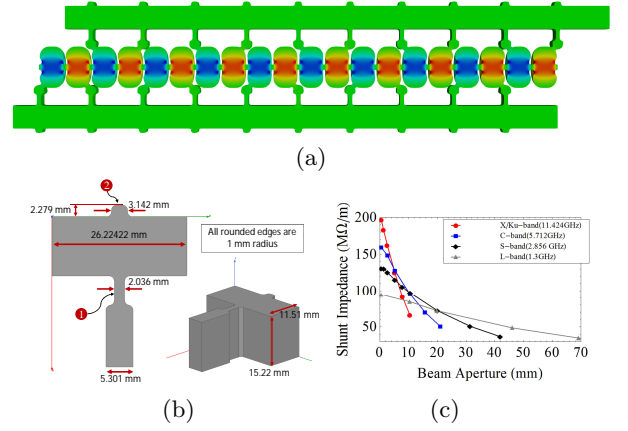 (a)
2
2.279 mm
3.142 mm
26.22422 mm
2.036 mm
1
5.301 mm
All rounded edges are
1 mm radius
11.51 mm
15.22 mm
(b)
Shunt Impedance (MΩ/m)
200
150
100
50
0
10
20
30
40
50
60
70
Beam Aperture (mm)
X/Ku-band(11.424GHz)
C-band(5.712GHz)
S-band(2.856 GHz)
L-band(1.3GHz)
(c)